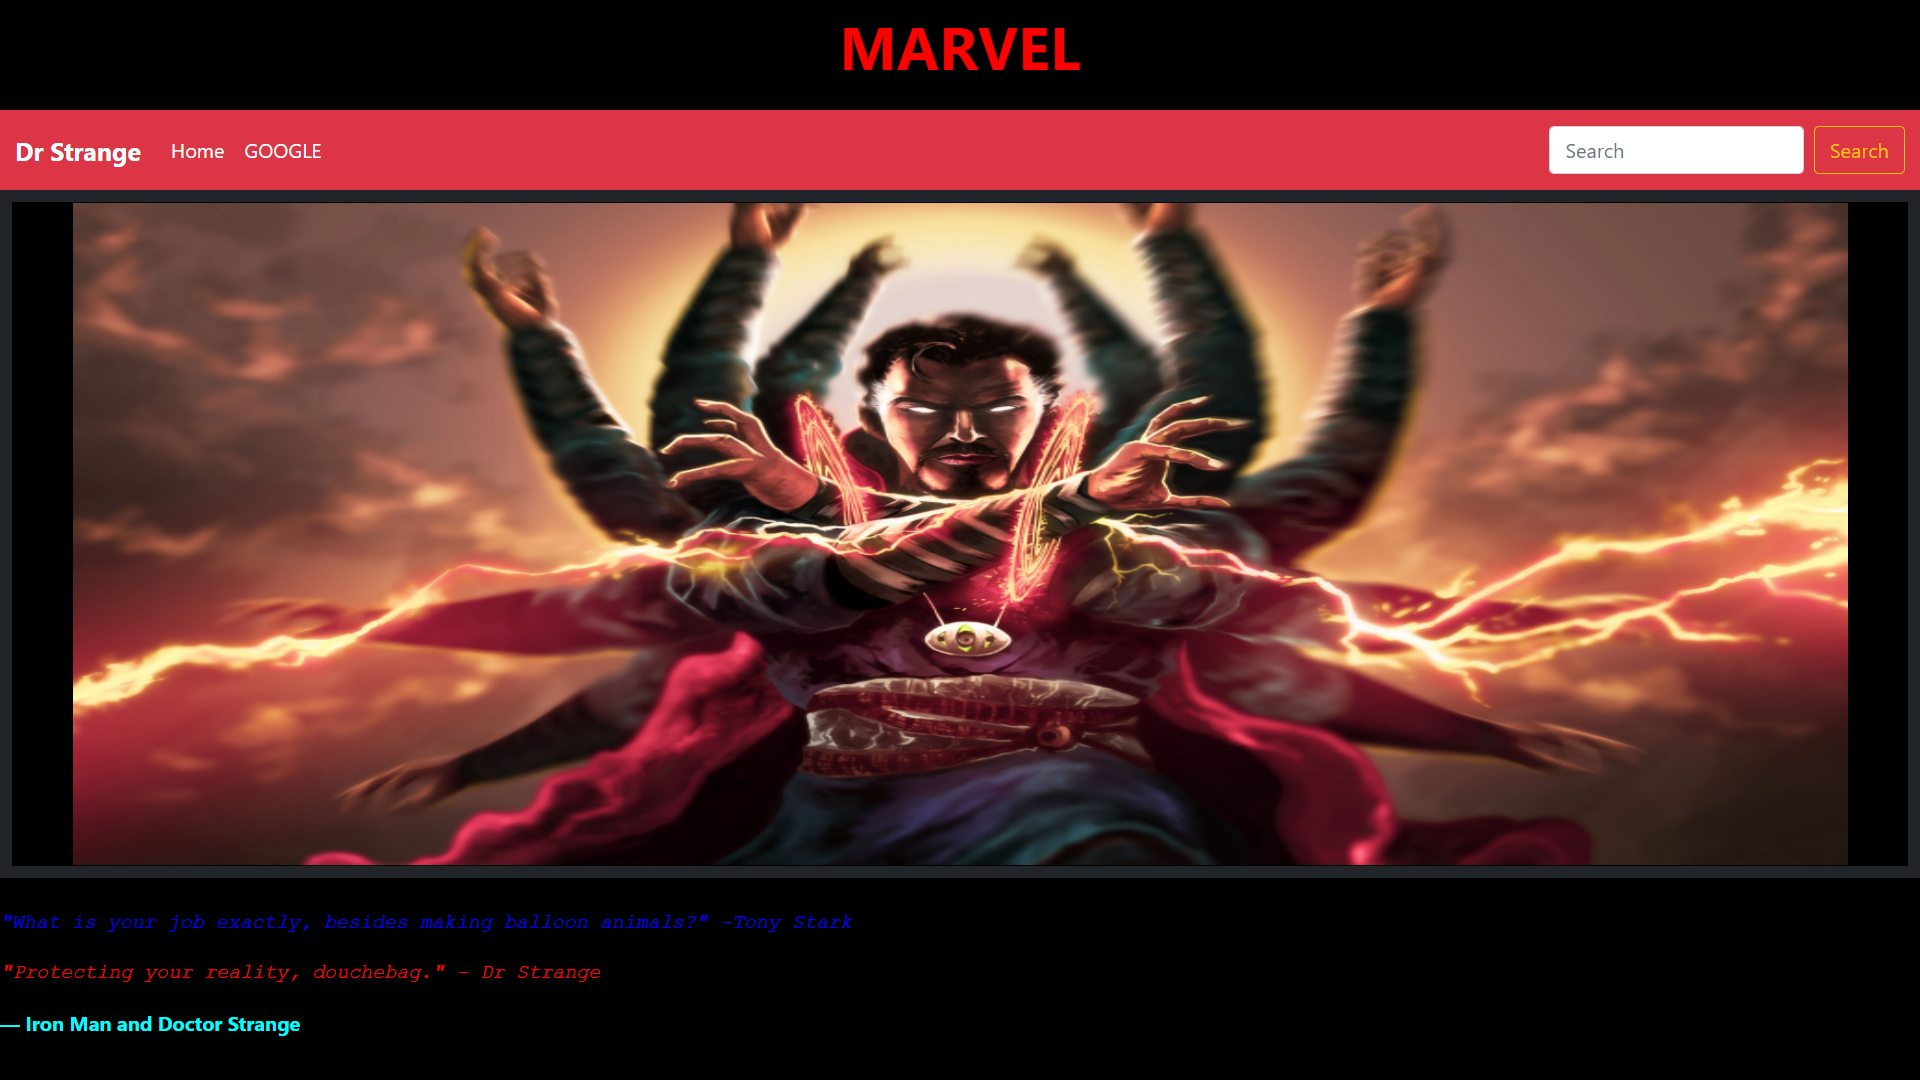 MARVEL
Dr Strange Home GOOGLE Search Search
"What is your job exactly, besides making balloon animals?" -Tony Stark
"Protecting your reality, douchebag." - Dr Strange
— Iron Man and Doctor Strange